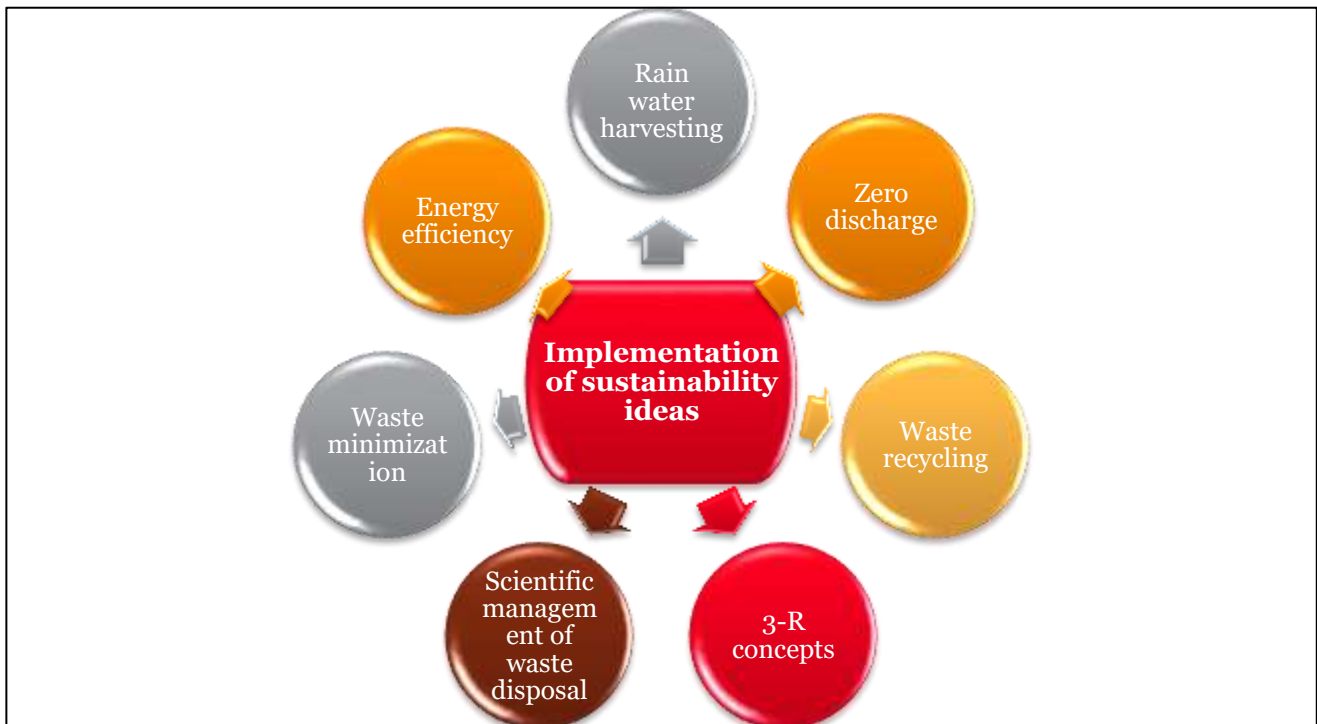 Rain
water
harvesting
Zero
discharge
Energy
efficiency
Implementation
of sustainability
ideas
Waste
recycling
Waste
minimizat
ion
3-R
concepts
Scientific
managem
ent of
waste
disposal